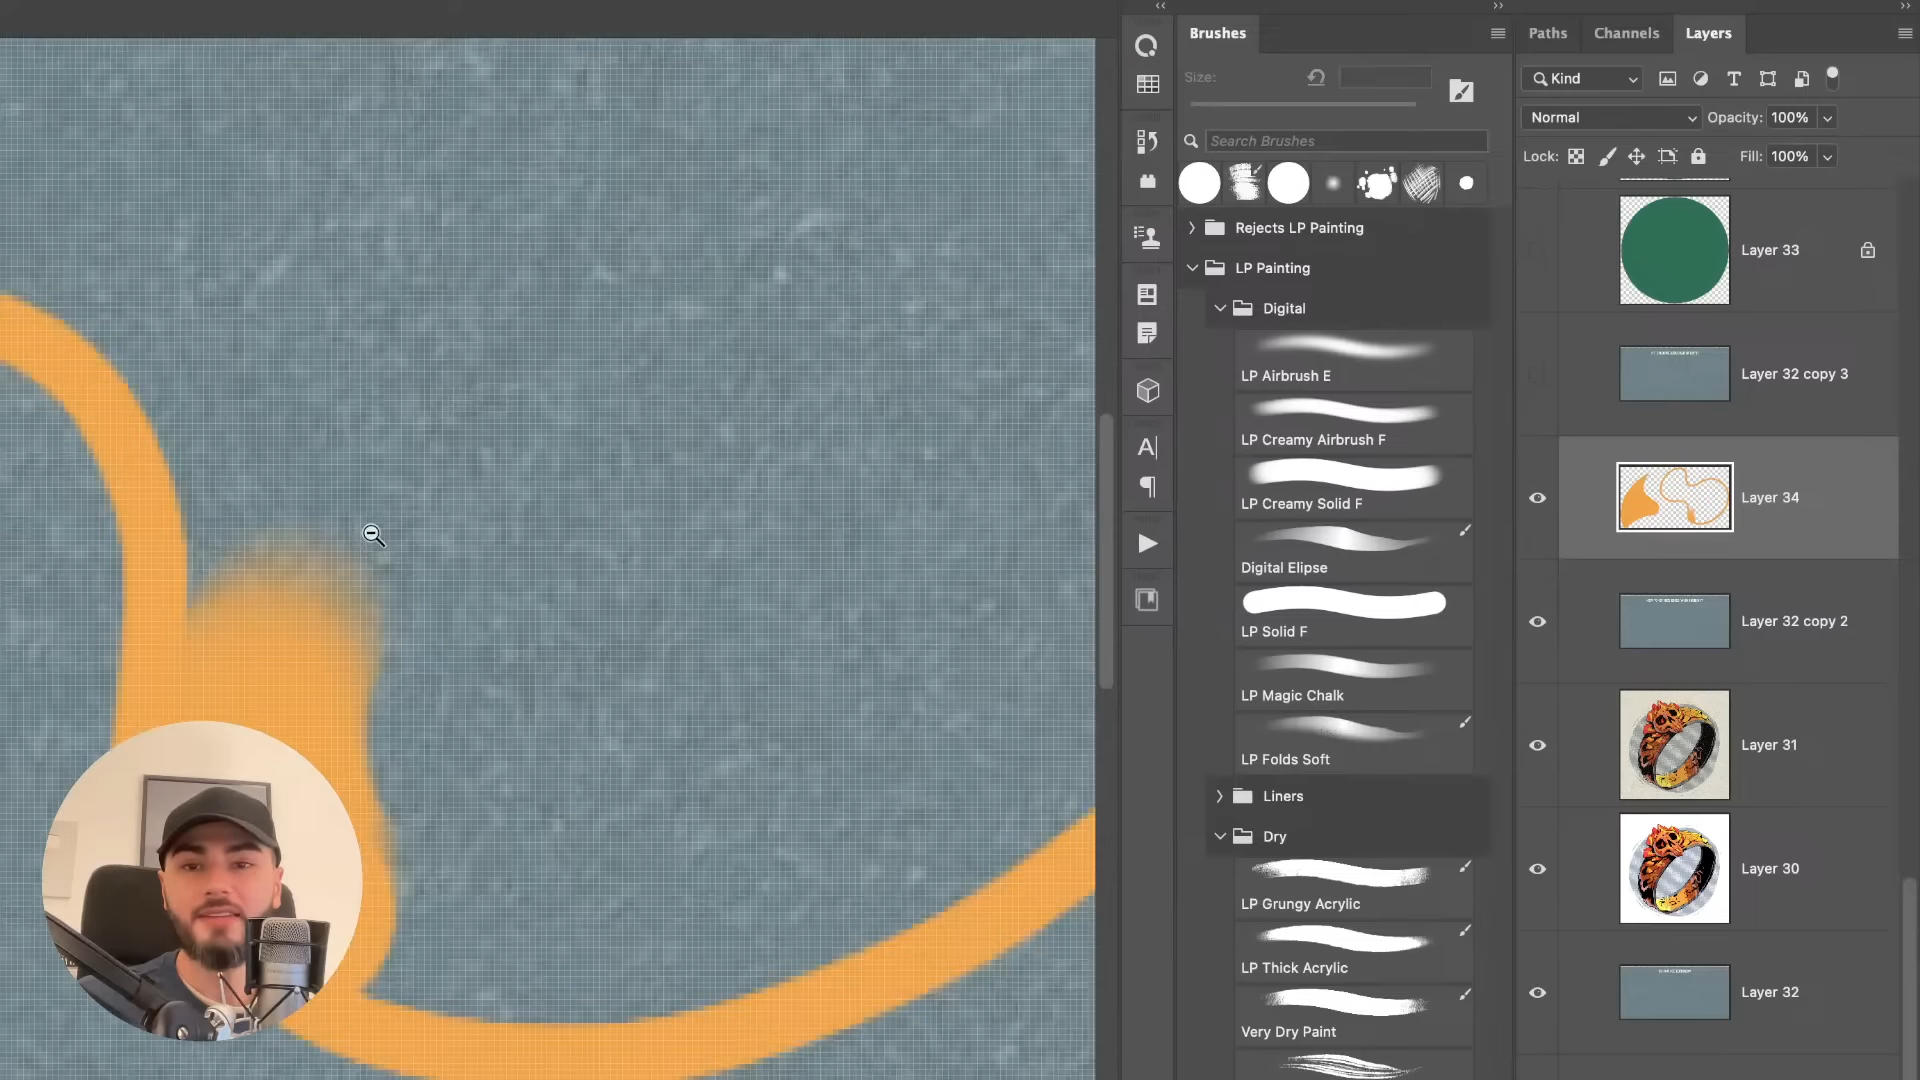 Brushes
Paths
Channels
Layers
Size:
Kind
Normal
Opacity:
100%
Search Brushes
Lock:
Fill:
100%
Rejects LP Painting
LP Painting
Digital
LP Airbrush E
LP Creamy Airbrush F
LP Creamy Solid F
Digital Elipse
LP Solid F
LP Magic Chalk
LP Folds Soft
Liners
Dry
LP Grungy Acrylic
LP Thick Acrylic
Very Dry Paint
Layer 33
Layer 32 copy 3
Layer 34
Layer 32 copy 2
Layer 31
Layer 30
Layer 32